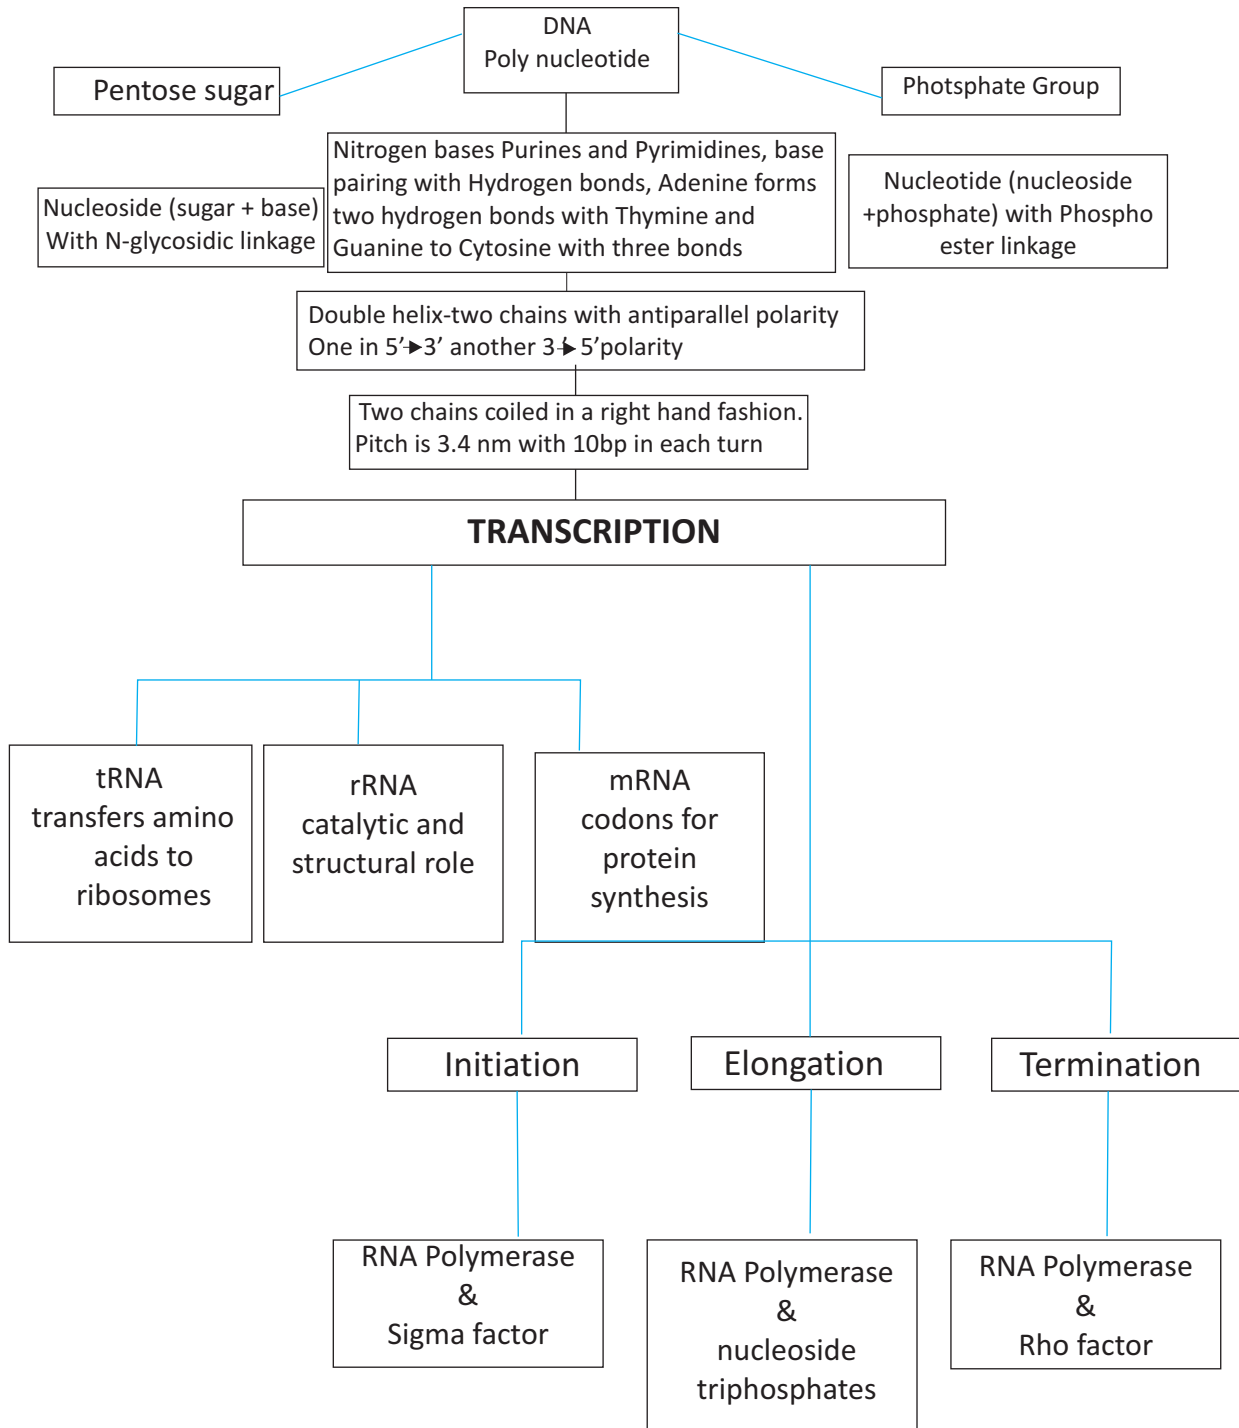 DNA
Poly nucleotide
Pentose sugar
Photsphate Group
Nitrogen bases Purines and Pyrimidines, base
pairing with Hydrogen bonds, Adenine forms
two hydrogen bonds with Thymine and
Guanine to Cytosine with three bonds
Nucleoside (sugar + base)
With N-glycosidic linkage
Nucleotide (nucleoside
+phosphate) with Phospho
ester linkage
Double helix-two chains with antiparallel polarity
One in 5’→3’ another 3’→5’polarity
Two chains coiled in a right hand fashion.
Pitch is 3.4 nm with 10bp in each turn
TRANSCRIPTION
tRNA
transfers amino
acids to
ribosomes
rRNA
catalytic and
structural role
mRNA
codons for
protein
synthesis
Initiation
Elongation
Termination
RNA Polymerase
&
Sigma factor
RNA Polymerase
&
nucleoside
triphosphates
RNA Polymerase
&
Rho factor